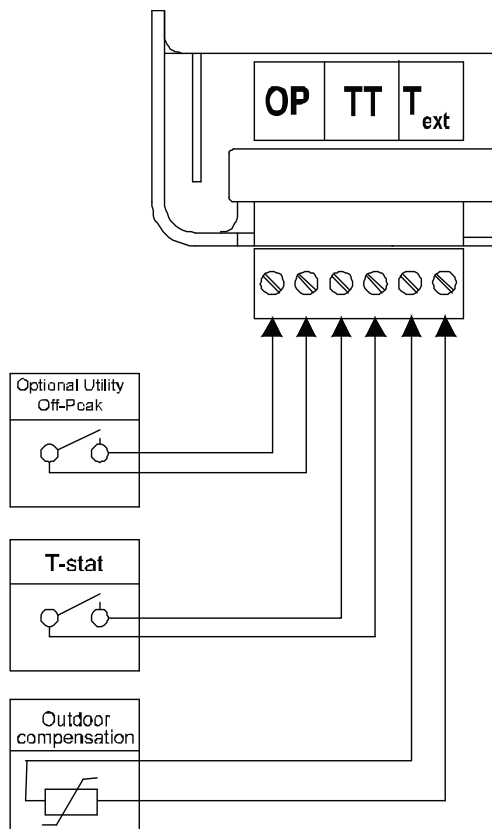 OP TT T
ext
Optional Utility
Off-Peak
T-stat
Outdoor
compensation